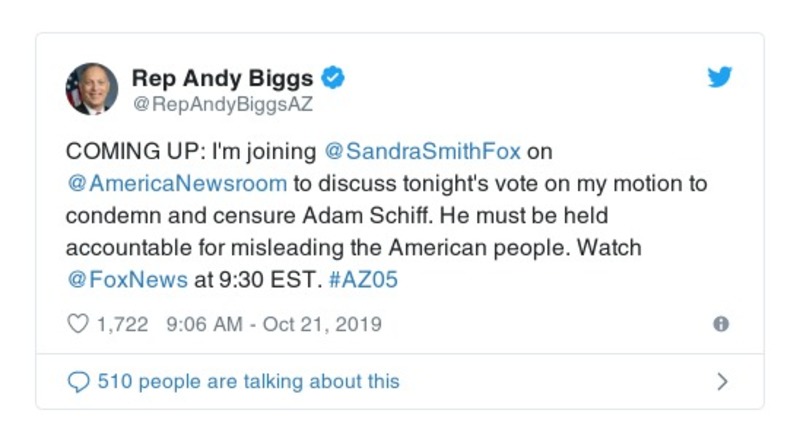 Rep Andy Biggs
@RepAndyBiggsAZ
COMING UP: I'm joining @SandraSmithFox on
@AmericaNewsroom to discuss tonight's vote on my motion to
condemn and censure Adam Schiff. He must be held
accountable for misleading the American people. Watch
@FoxNews at 9:30 EST. #AZ05
1,722 9:06 AM - Oct 21, 2019
510 people are talking about this